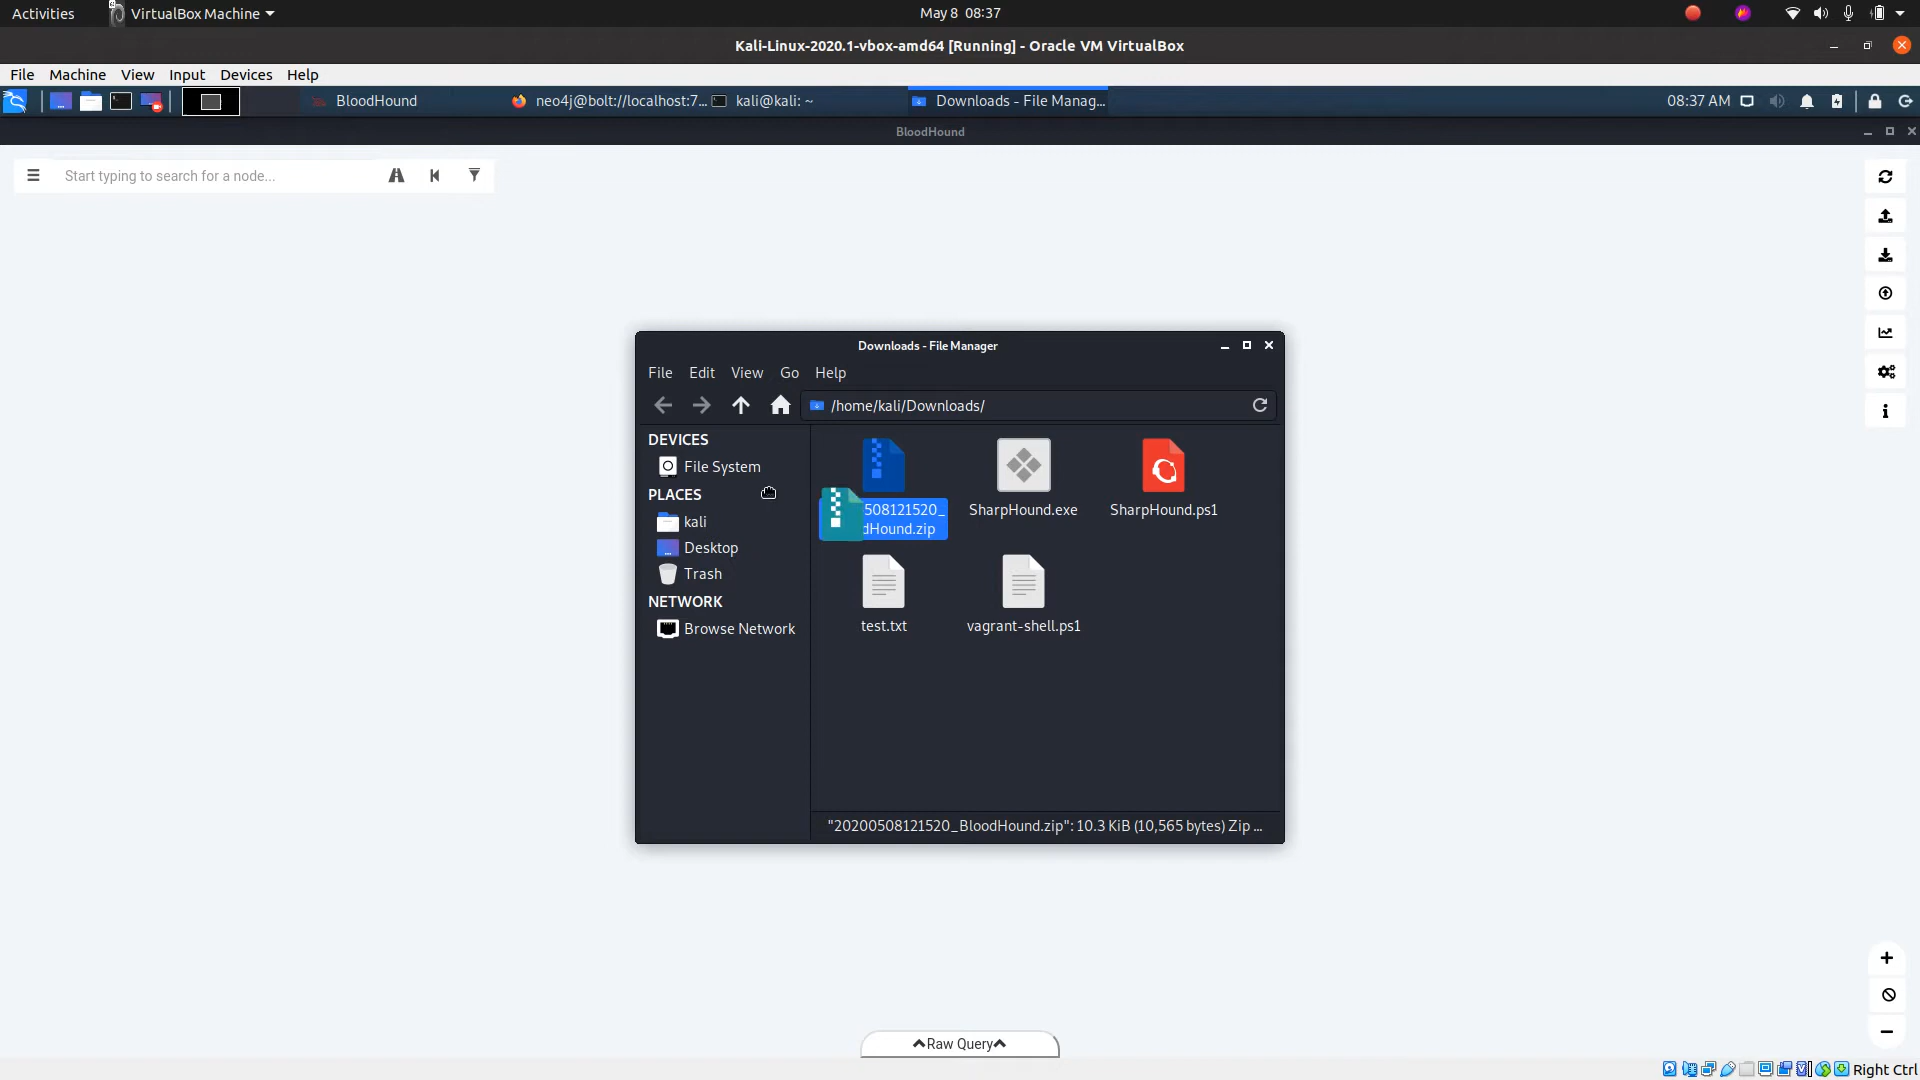 Activities
VirtualBox Machine
May 8 08:37
Kali-Linux-2020.1-vbox-amd64 [Running] - Oracle VM VirtualBox
File Machine View Input Devices Help
BloodHound
neo4j@bolt://localhost:7...
kali@kali: ~
Downloads - File Manag...
08:37 AM
BloodHound
Start typing to search for a node...
Downloads - File Manager
File Edit View Go Help
/home/kali/Downloads/
DEVICES
File System
PLACES
kali
Desktop
Trash
NETWORK
Browse Network
508121520_
dHound.zip
SharpHound.exe
SharpHound.ps1
test.txt
vagrant-shell.ps1
"20200508121520_BloodHound.zip": 10.3 KiB (10,565 bytes) Zip ...
Raw Query
Right Ctrl